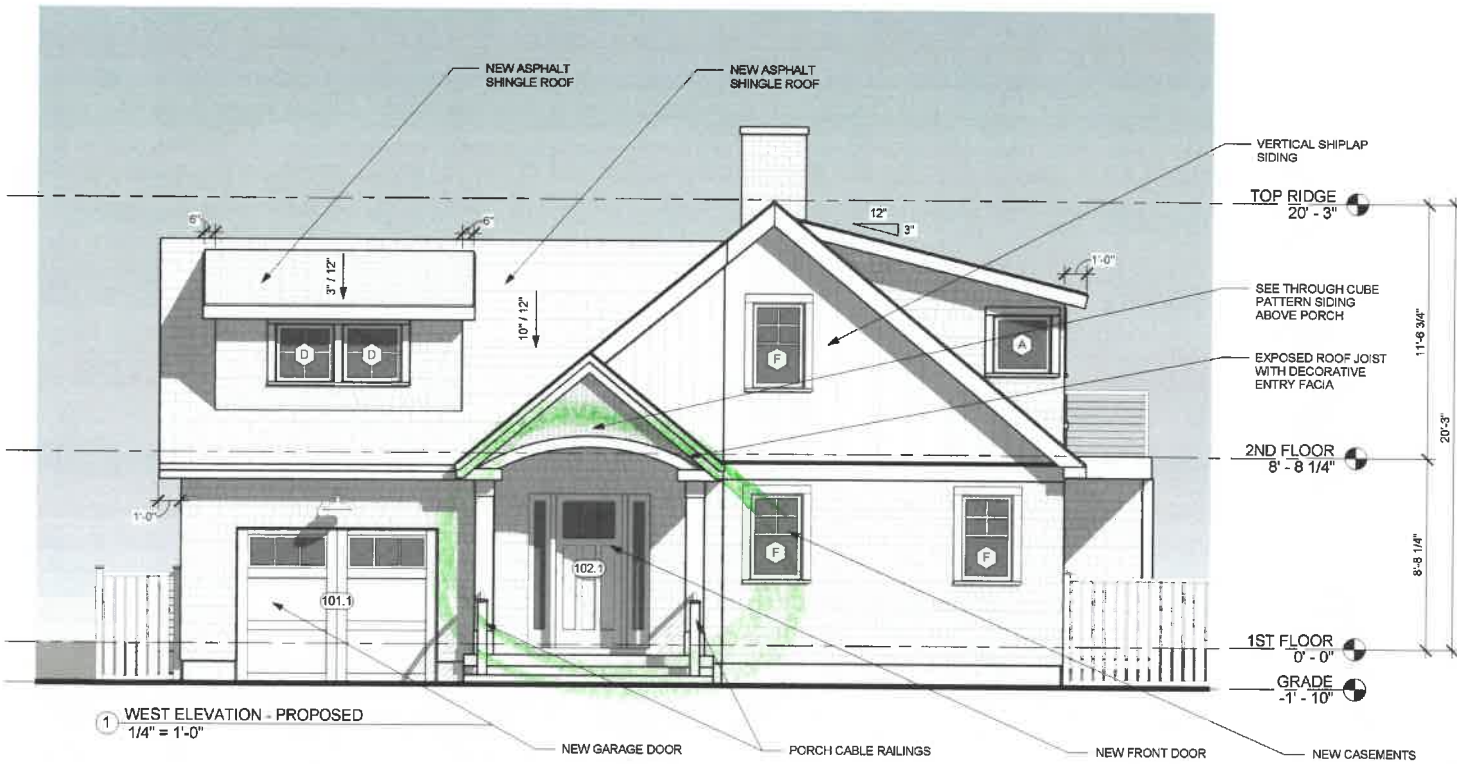 NEW ASPHALT
SHINGLE ROOF
NEW ASPHALT
SHINGLE ROOF
VERTICAL SHIPLAP
SIDING
TOP RIDGE
20' - 3"
6"
6"
12"
3"
1'-0"
3" / 12"
10" / 12"
SEE THROUGH CUBE
PATTERN SIDING
ABOVE PORCH
EXPOSED ROOF JOIST
WITH DECORATIVE
ENTRY FACIA
11'-6 3/4"
20'-3"
D
D
F
A
2ND FLOOR
8' - 8 1/4"
1'-0"
F
F
102.1
101.1
8'-8 1/4"
1ST FLOOR
0' - 0"
GRADE
-1' - 10"
1 WEST ELEVATION - PROPOSED
1/4" = 1'-0"
NEW GARAGE DOOR
PORCH CABLE RAILINGS
NEW FRONT DOOR
NEW CASEMENTS